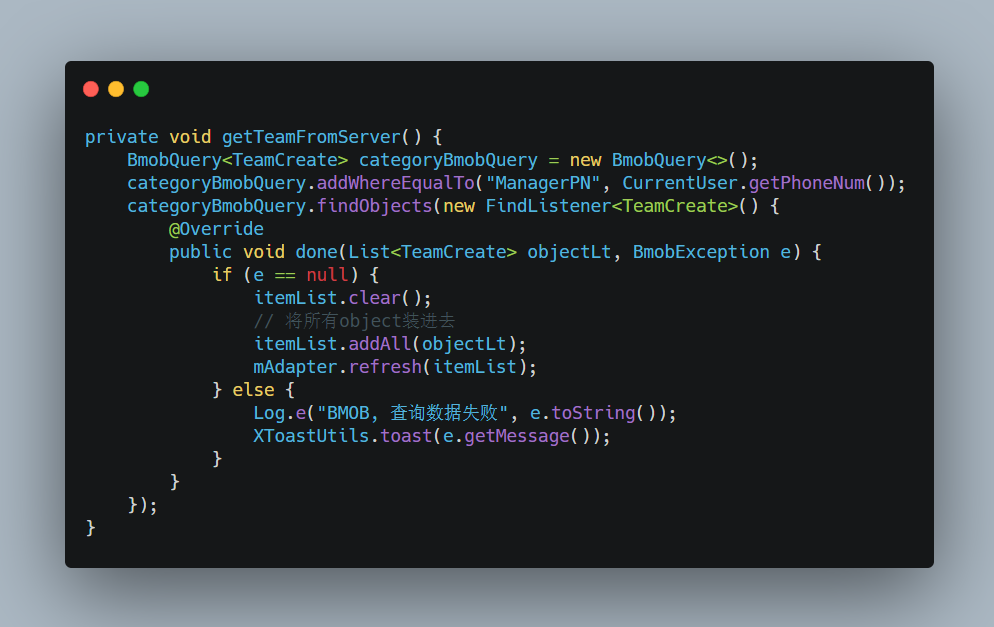 private void getTeamFromServer() {
    BmobQuery<TeamCreate> categoryBmobQuery = new BmobQuery<>();
    categoryBmobQuery.addWhereEqualTo("ManagerPN", CurrentUser.getPhoneNum());
    categoryBmobQuery.findObjects(new FindListener<TeamCreate>() {
        @Override
        public void done(List<TeamCreate> objectLt, BmobException e) {
            if (e == null) {
                itemList.clear();
                // 将所有object装进去
                itemList.addAll(objectLt);
                mAdapter.refresh(itemList);
            } else {
                Log.e("BMOB, 查询数据失败", e.toString());
                XToastUtils.toast(e.getMessage());
            }
        }
    });
}